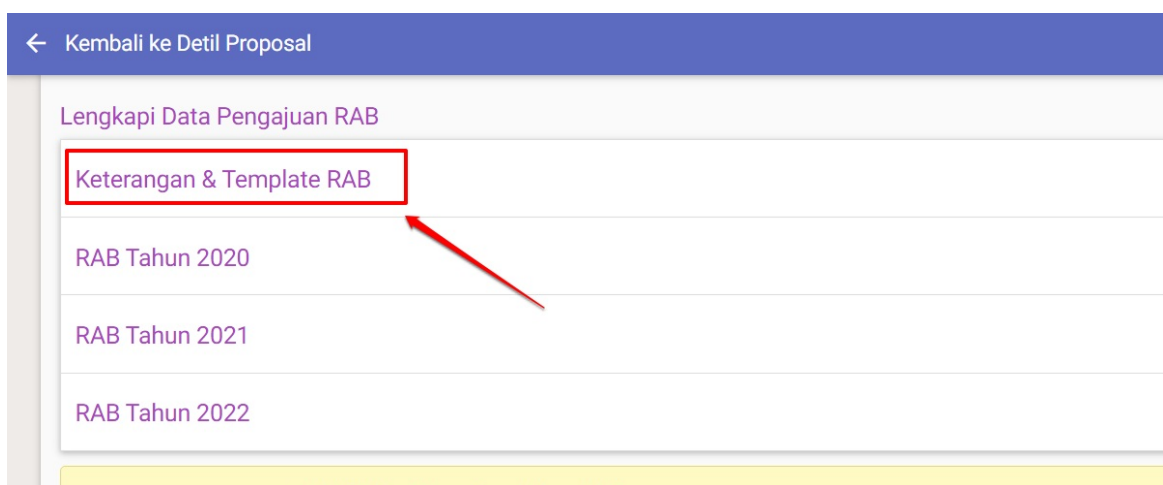 Kembali ke Detil Proposal
Lengkapi Data Pengajuan RAB
Keterangan & Template RAB
RAB Tahun 2020
RAB Tahun 2021
RAB Tahun 2022